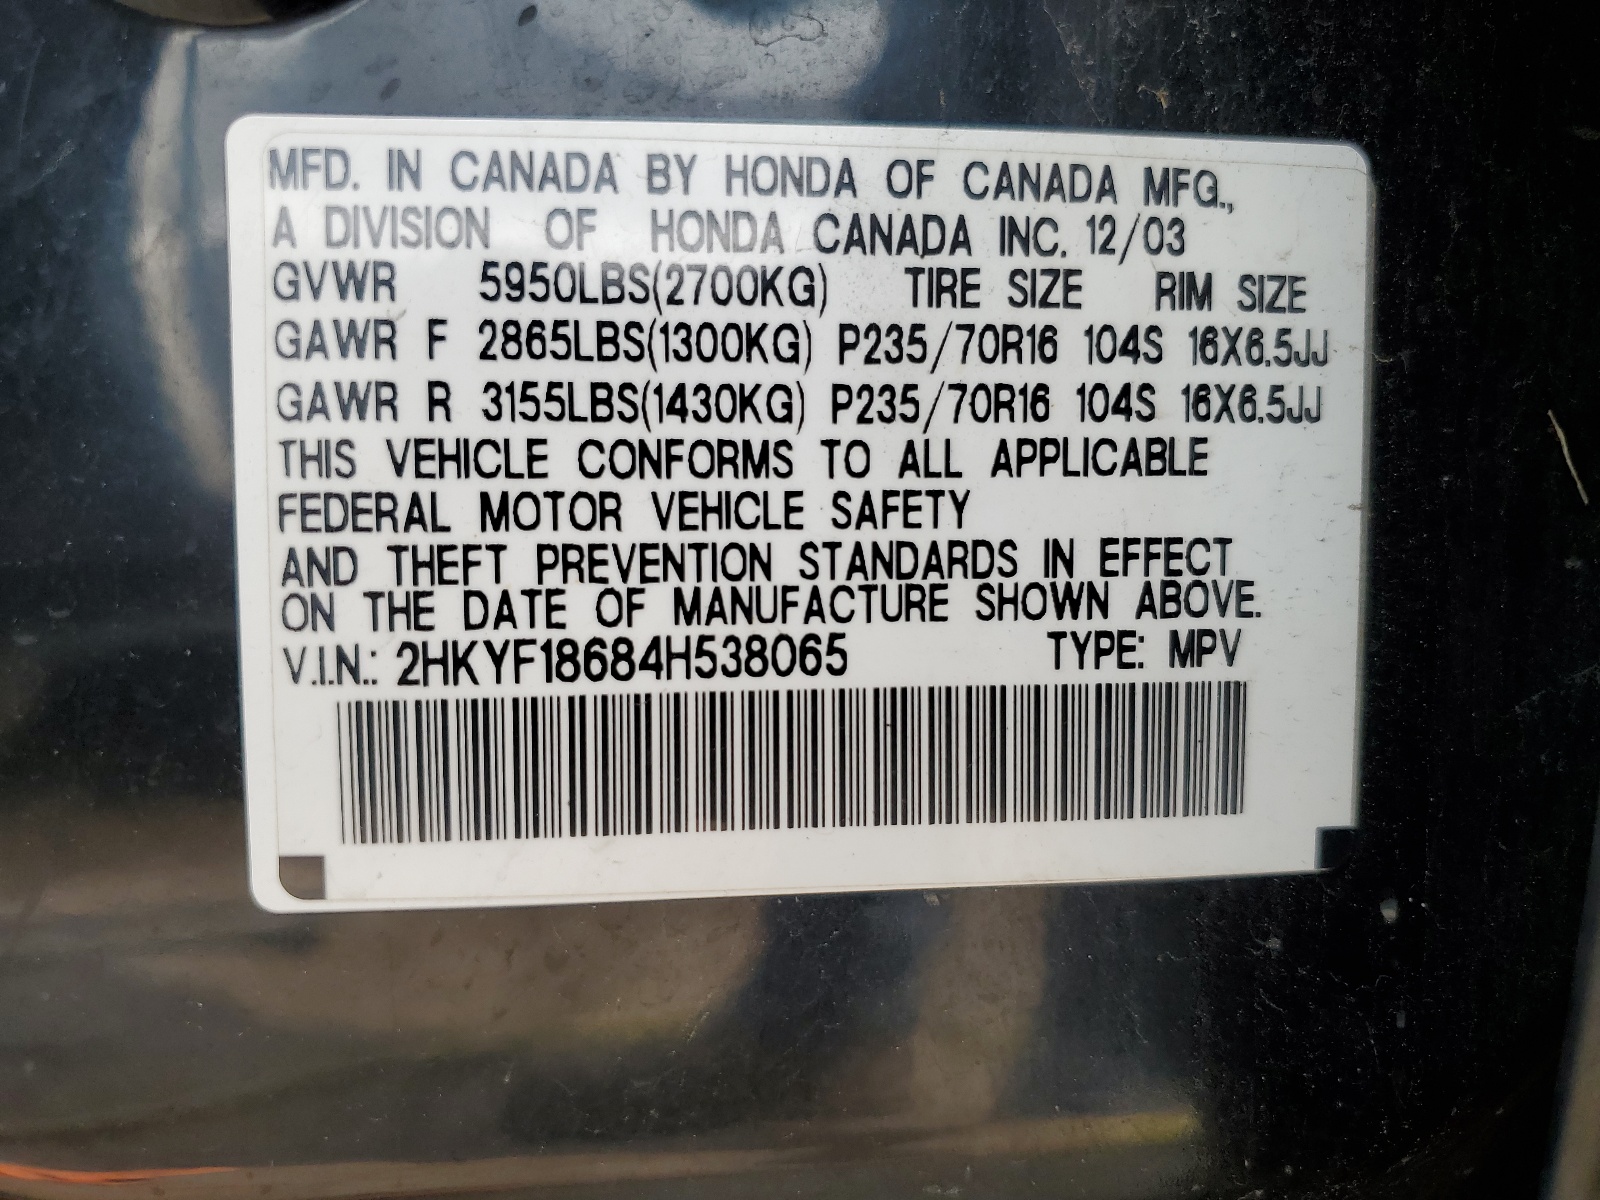 MFD. IN CANADA BY HONDA OF CANADA MFG.,
A DIVISION OF HONDA CANADA INC. 12/03
GVWR 5950LBS(2700KG) TIRE SIZE RIM SIZE
GAWR F 2865LBS(1300KG) P235/70R16 104S 16X6.5JJ
GAWR R 3155LBS(1430KG) P235/70R16 104S 16X6.5JJ
THIS VEHICLE CONFORMS TO ALL APPLICABLE
FEDERAL MOTOR VEHICLE SAFETY
AND THEFT PREVENTION STANDARDS IN EFFECT
ON THE DATE OF MANUFACTURE SHOWN ABOVE.
V.I.N.: 2HKYF18684H538065 TYPE: MPV